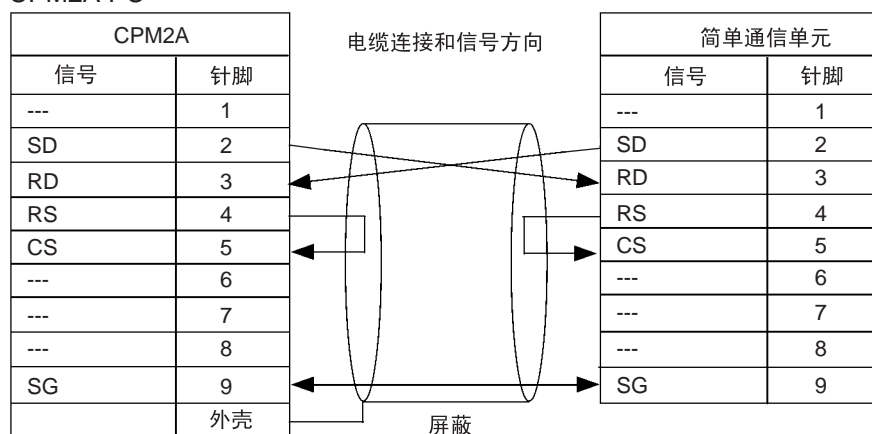 CPM2A 电缆连接和信号方向 简单通信单元
信号 针脚 信号 针脚
--- 1 --- 1
SD 2 SD 2
RD 3 RD 3
RS 4 RS 4
CS 5 CS 5
--- 6 --- 6
--- 7 --- 7
--- 8 --- 8
SG 9 SG 9
外壳 屏蔽